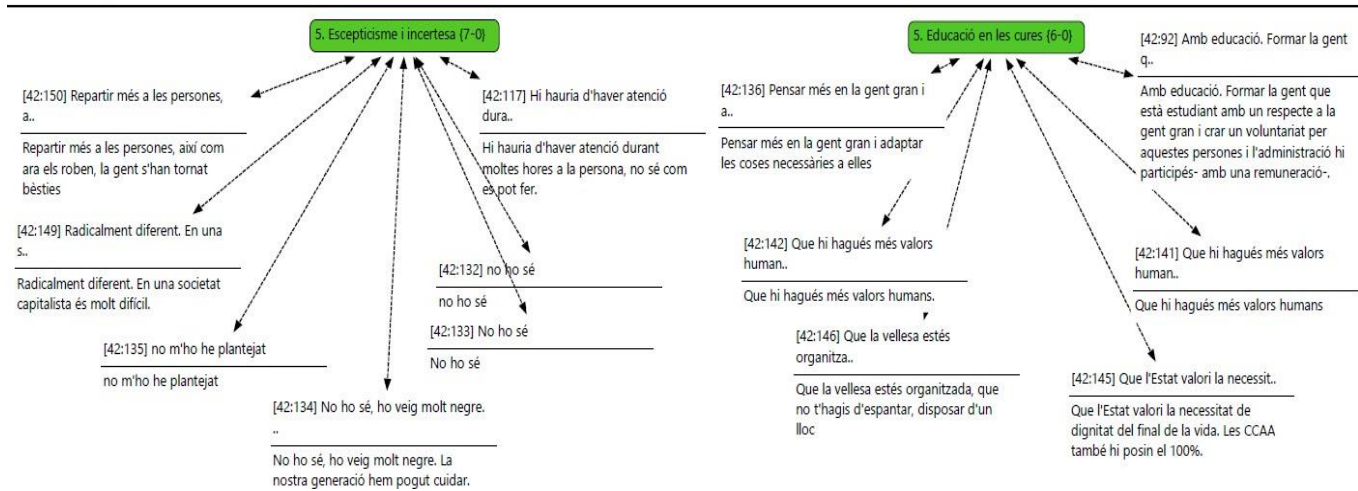 5. Escepticisme i incertesa {7-0}
[42:150] Repartir més a les persones,
a..
Repartir més a les persones, així com
ara els roben, la gent s'han tornat
bèsties
[42:117] Hi hauria d'haver atenció
dura..
Hi hauria d'haver atenció durant
moltes hores a la persona, no sé com
es pot fer.
[42:149] Radicalment diferent. En una
s..
Radicalment diferent. En una societat
capitalista és molt difícil.
[42:132] no ho sé
no ho sé
[42:133] No ho sé
No ho sé
[42:135] no m'ho he plantejat
no m'ho he plantejat
[42:134] No ho sé, ho veig molt negre.
..
No ho sé, ho veig molt negre. La
nostra generació hem pogut cuidar.
5. Educació en les cures {6-0}
[42:92] Amb educació. Formar la gent
q..
Amb educació. Formar la gent que
està estudiant amb un respecte a la
gent gran i crar un voluntariat per
aquestes persones i l'administració hi
participés- amb una remuneració-.
[42:136] Pensar més en la gent gran i
a..
Pensar més en la gent gran i adaptar
les coses necessàries a elles
[42:142] Que hi hagués més valors
human..
Que hi hagués més valors humans.
[42:141] Que hi hagués més valors
human..
Que hi hagués més valors humans
[42:146] Que la vellesa estés
organitza..
Que la vellesa estés organitzada, que
no t'hagis d'espantar, disposar d'un
lloc
[42:145] Que l'Estat valori la necessit..
Que l'Estat valori la necessitat de
dignitat del final de la vida. Les CCAA
també hi posin el 100%.